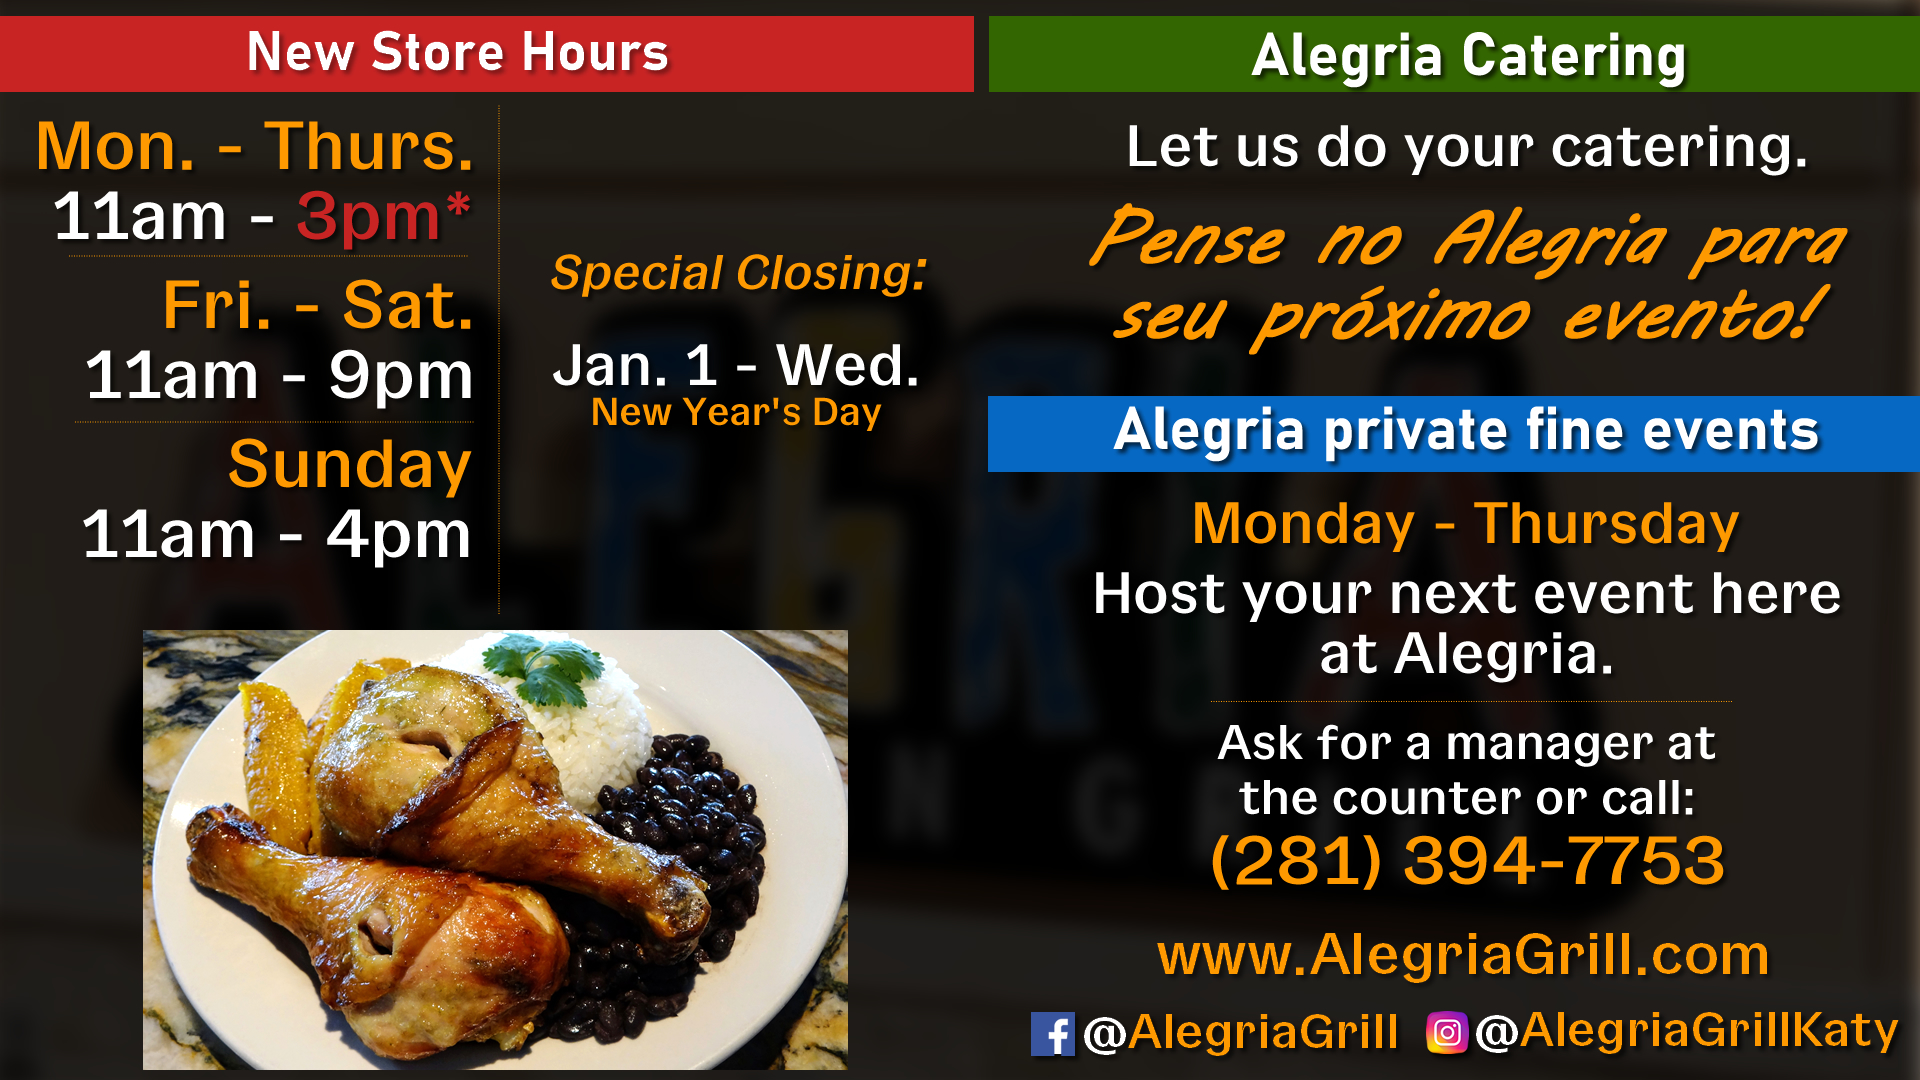 New Store Hours
Mon. - Thurs.
11am - 3pm*
Fri. - Sat.
11am - 9pm
Sunday
11am - 4pm
Special Closing:
Jan. 1 - Wed.
New Year's Day
Alegria Catering
Let us do your catering.
Pense no Alegria para
seu próximo evento!
Alegria private fine events
Monday - Thursday
Host your next event here
at Alegria.
Ask for a manager at
the counter or call:
(281) 394-7753
www.AlegriaGrill.com
@AlegriaGrill @AlegriaGrillKaty